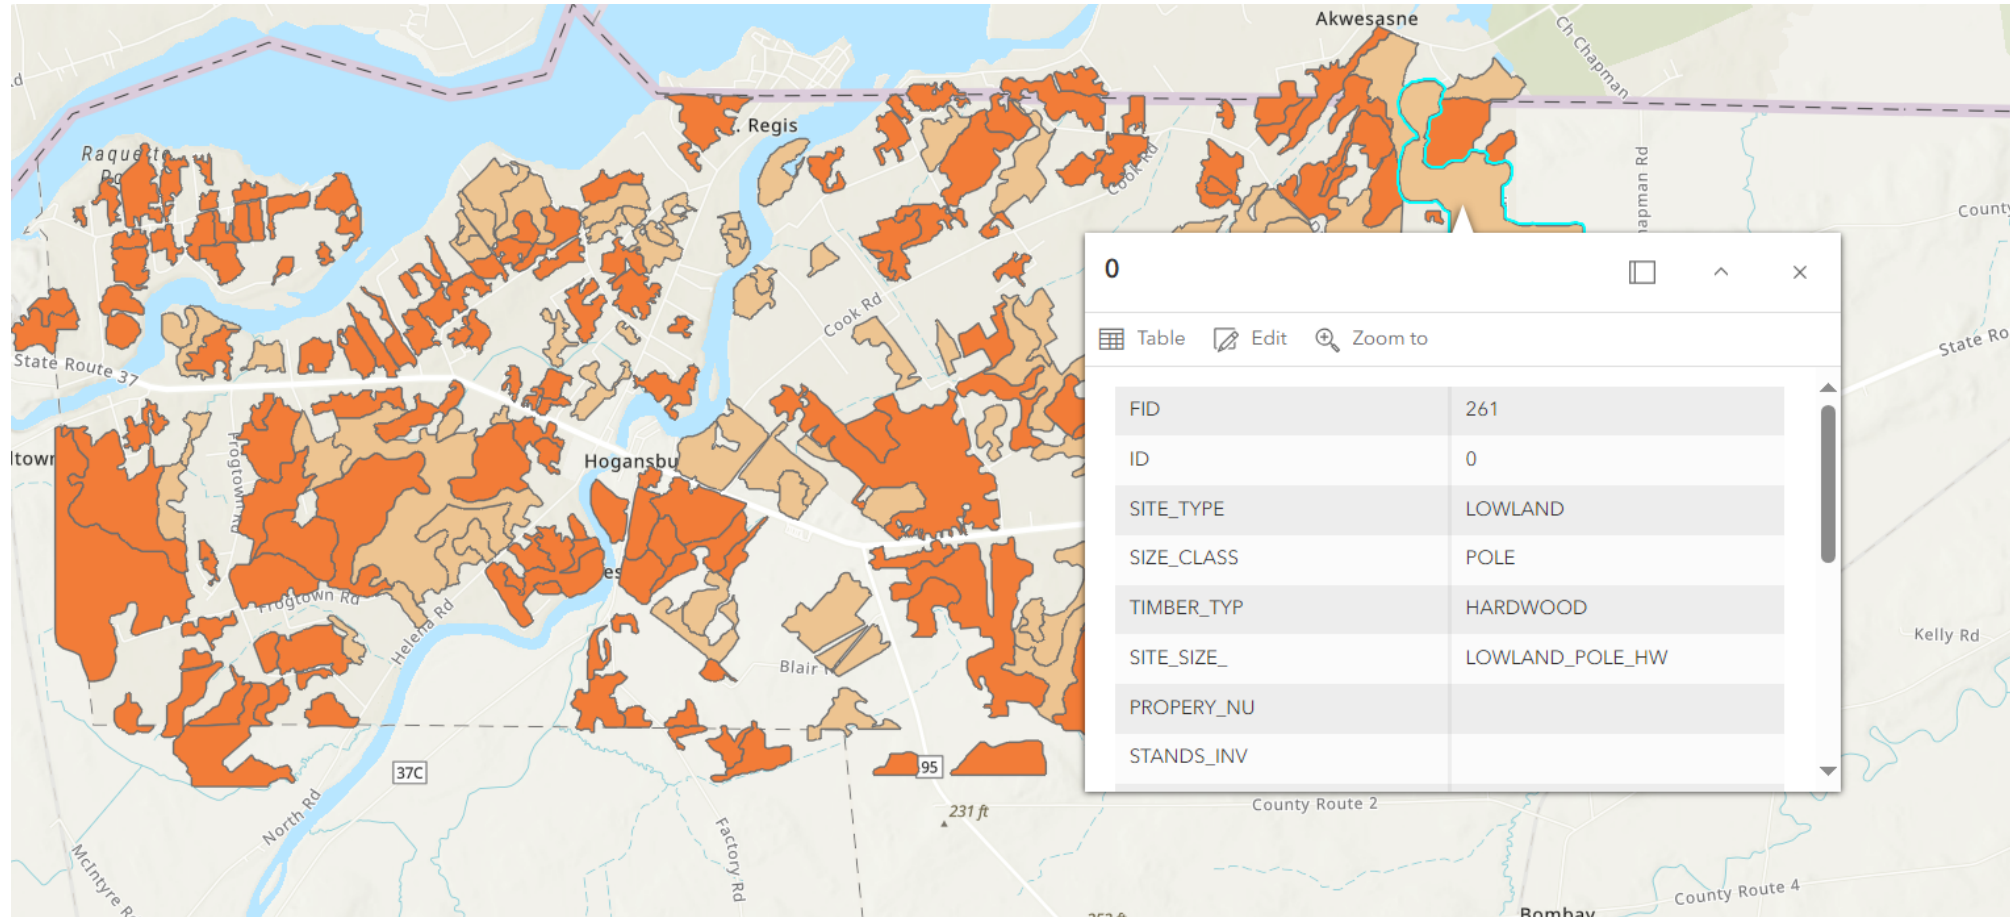 Akwesasne
Ch Chapman
. Regis
Raquette
Cook Rd
County
Cook Rd
State Route 37
0
Table
Edit
Zoom to
FID 261
ID 0
SITE_TYPE LOWLAND
SIZE_CLASS POLE
TIMBER_TYP HARDWOOD
SITE_SIZE_ LOWLAND_POLE_HW
PROPERY_NU
STANDS_INV
State Ro
ltown
Frogtown Rd
Hogansbu
es
Frogtown Rd
Helena Rd
Blair
Kelly Rd
apman Rd
37C
95
North Rd
231 ft
Factory Rd
McIntyre R
County Route 2
County Route 4
Bombay